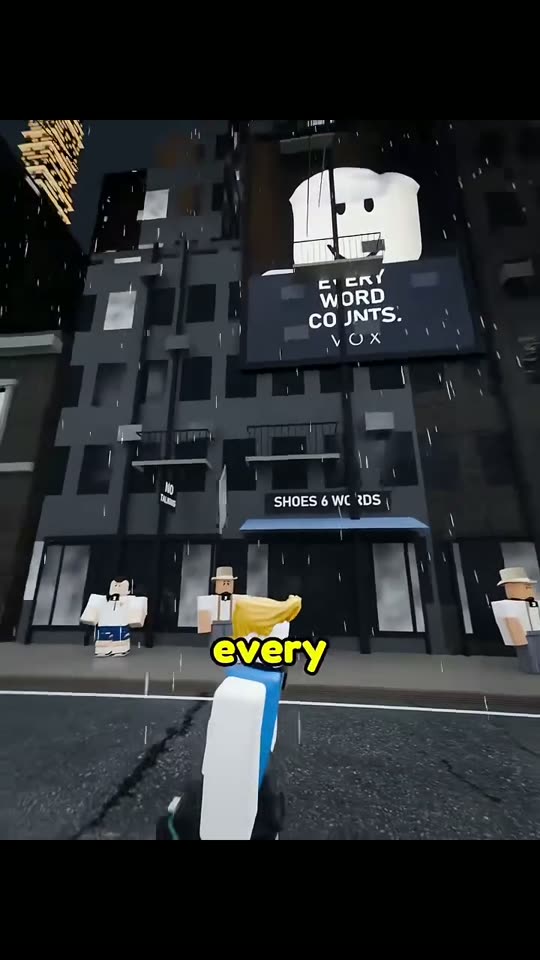 EVERY
WORD
COUNTS.
VOX
NO
TALKING
SHOES 6 WORDS
every